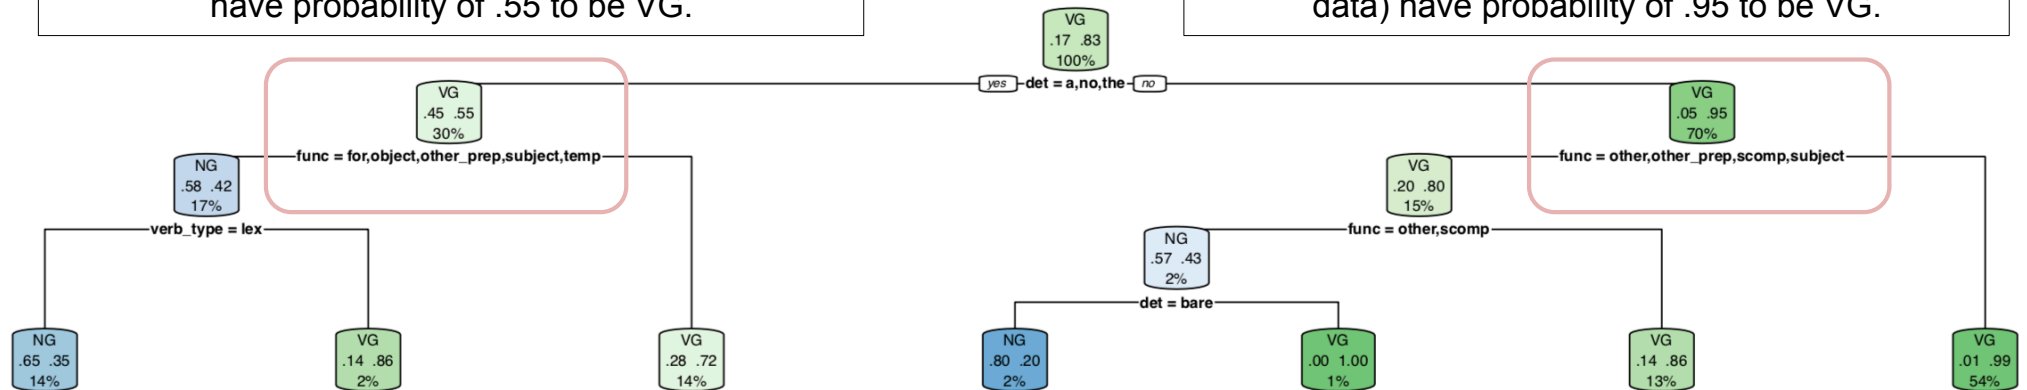 have probability of .55 to be VG.
data) have probability of .95 to be VG.
VG
.17 .83
100%
yes det = a,no,the no
VG
.45 .55
30%
VG
.05 .95
70%
func = for,object,other_prep,subject,temp
func = other,other_prep,scomp,subject
NG
.58 .42
17%
VG
.20 .80
15%
verb_type = lex
func = other,scomp
NG
.57 .43
2%
det = bare
NG
.65 .35
14%
VG
.14 .86
2%
VG
.28 .72
14%
NG
.80 .20
2%
VG
.00 1.00
1%
VG
.14 .86
13%
VG
.01 .99
54%